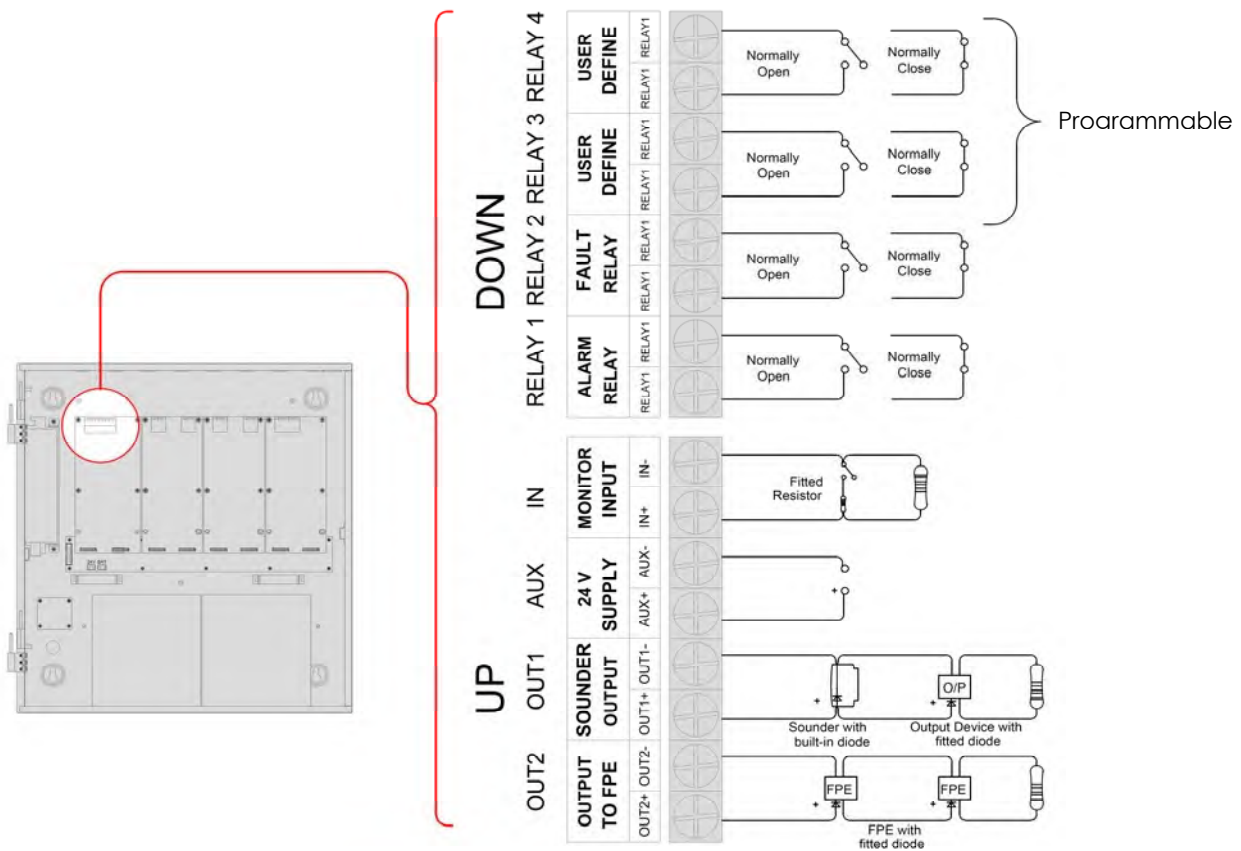 DOWN
RELAY 4
USER
DEFINE
RELAY1
RELAY1
Normally
Open
Normally
Close
RELAY 3
USER
DEFINE
RELAY1
RELAY1
Normally
Open
Normally
Close
Proarammable
RELAY 2
FAULT
RELAY
RELAY1
RELAY1
Normally
Open
Normally
Close
RELAY 1
ALARM
RELAY
RELAY1
RELAY1
Normally
Open
Normally
Close
UP
IN
MONITOR
INPUT
IN-
IN+
Fitted
Resistor
AUX
24 V
SUPPLY
AUX-
AUX+
+
OUT1
SOUNDER
OUTPUT
OUT1-
OUT1+
+
Sounder with
built-in diode
O/P
+
Output Device with
fitted diode
OUT2
OUTPUT
TO FPE
OUT2-
OUT2+
FPE
+
FPE
+
FPE with
fitted diode